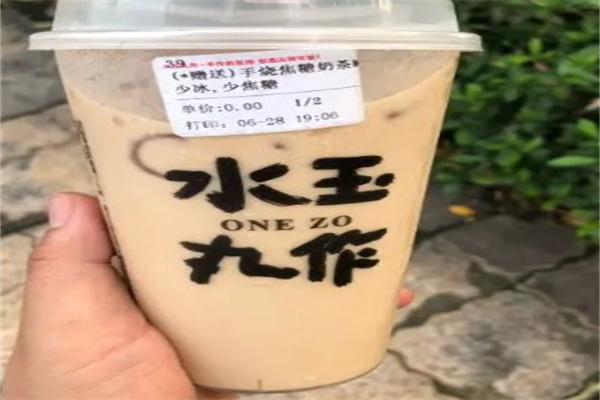 39
(*赠送)手烧焦糖奶茶
少冰,少焦糖
单价:0.00 1/2
打印: 06-28 19:06
水玉
ONE ZO
丸作